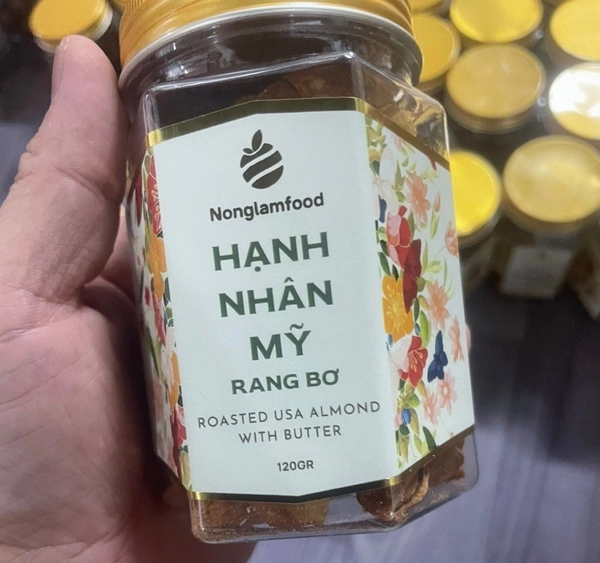 Nonglamfood
HẠNH
NHÂN
MỸ
RANG BƠ
ROASTED USA ALMOND
WITH BUTTER
120GR